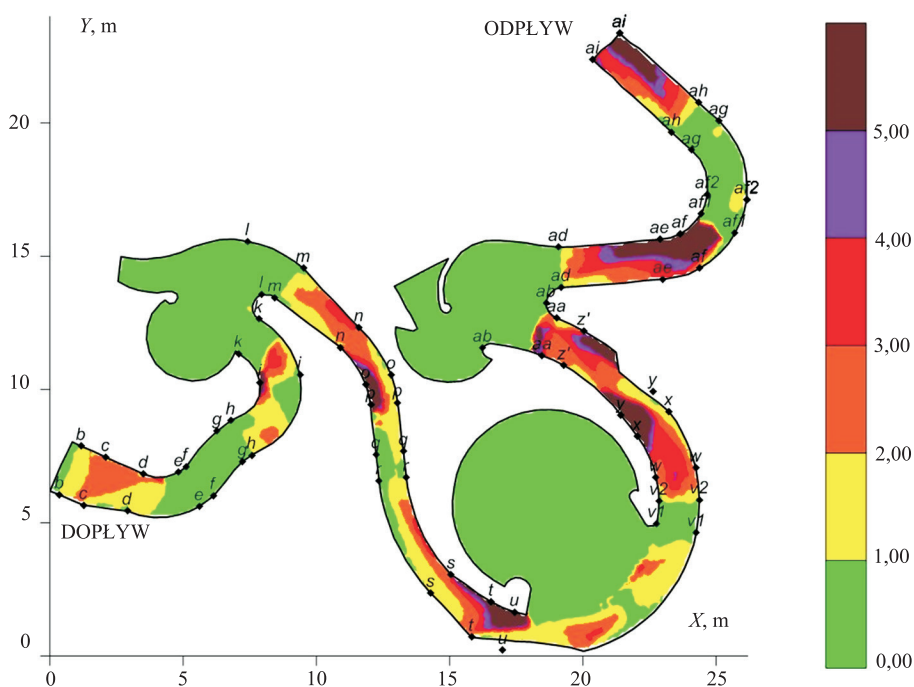 Y, m
ODPŁYW
ai
ai
ah
ag
ah
ag
5,00
20
af2
af2
af1
af1
l
ad
ae
af
4,00
15
m
ae
af
ad
l
m
ab
k
aa
z'
n
3,00
n
ab
aa
z'
k
i
o
i
10
o
p
p
y
x
v
h
g
x
b
c
q
q
2,00
g
h
d
e
f
r
w
w
b
f
v2
v2
c
d
e
v1
v1
5
DOPŁYW
1,00
s
s
t
u
X, m
0
t
u
0,00
0
5
10
15
20
25